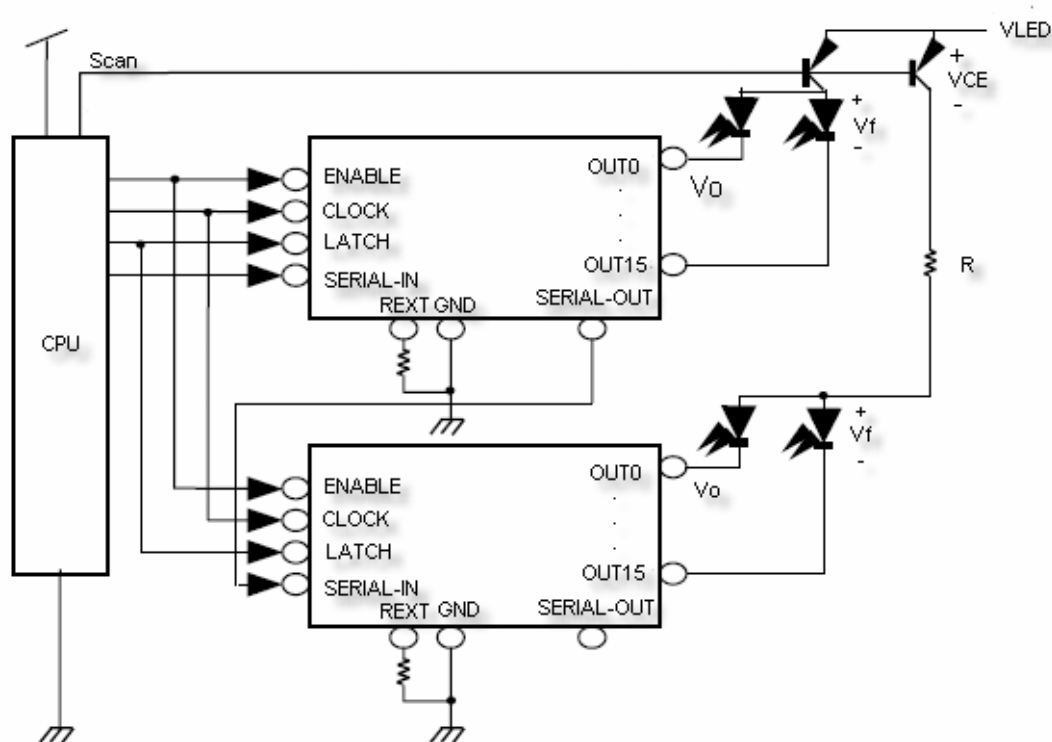 VLED
Scan
+
VCE
-
ENABLE
CLOCK
LATCH
SERIAL-IN
REXT GND
OUT0
.
.
.
OUT15
SERIAL-OUT
VO
+
Vf
-
R
CPU
ENABLE
CLOCK
LATCH
SERIAL-IN
REXT GND
OUT0
.
.
.
OUT15
SERIAL-OUT
Vo
+
Vf
-